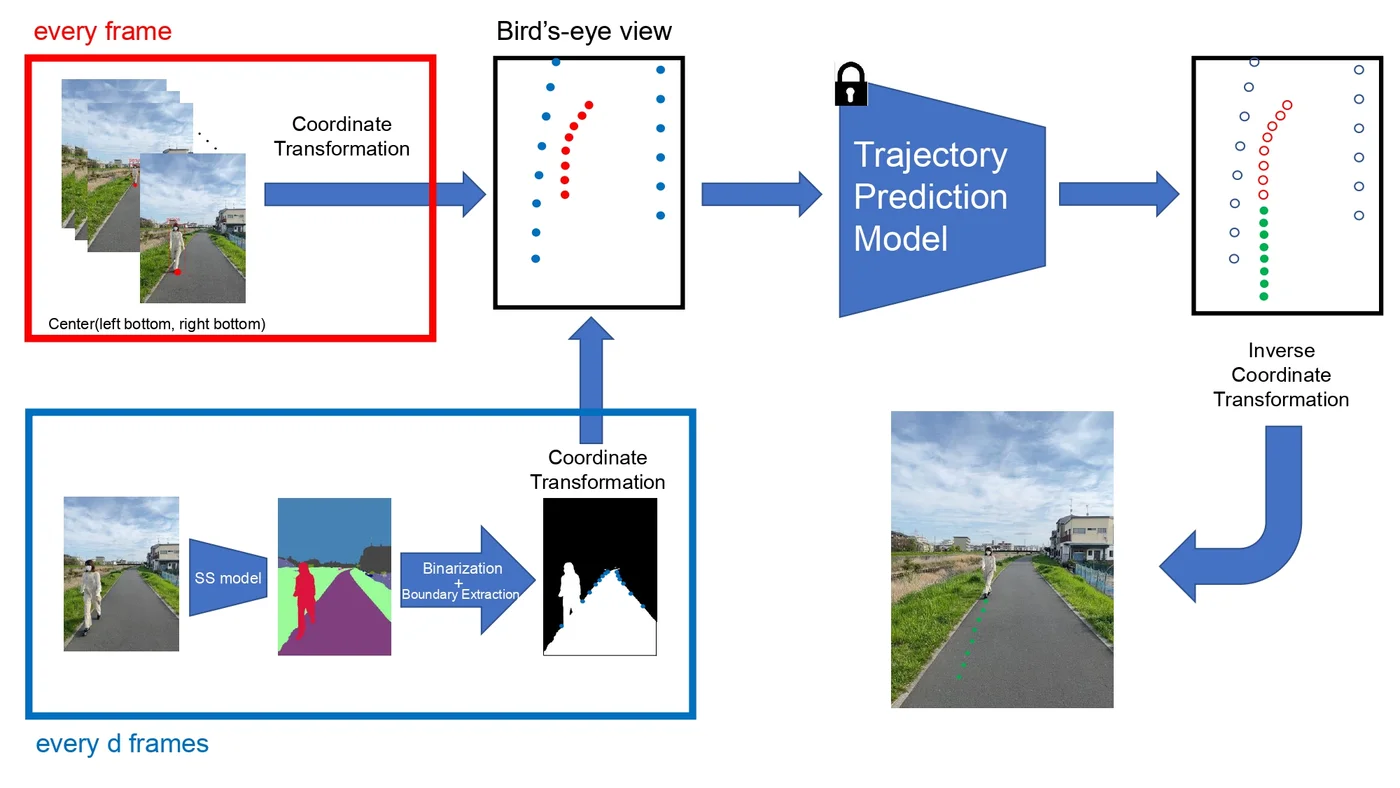 every frame
Bird's-eye view
Coordinate
Transformation
Center(left bottom, right bottom)
Trajectory
Prediction
Model
Inverse
Coordinate
Transformation
Coordinate
Transformation
SS model
Binarization
+
Boundary Extraction
every d frames